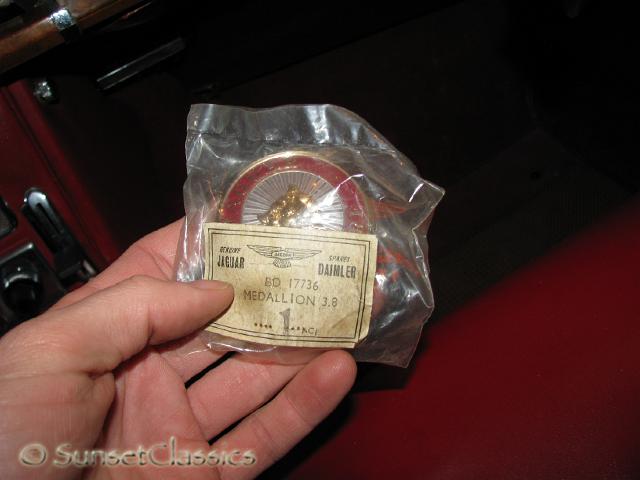 GENUINE SPARES
JAGUAR DAIMLER
BD 17736
MEDALLION 3.8
1
© SunsetClassics